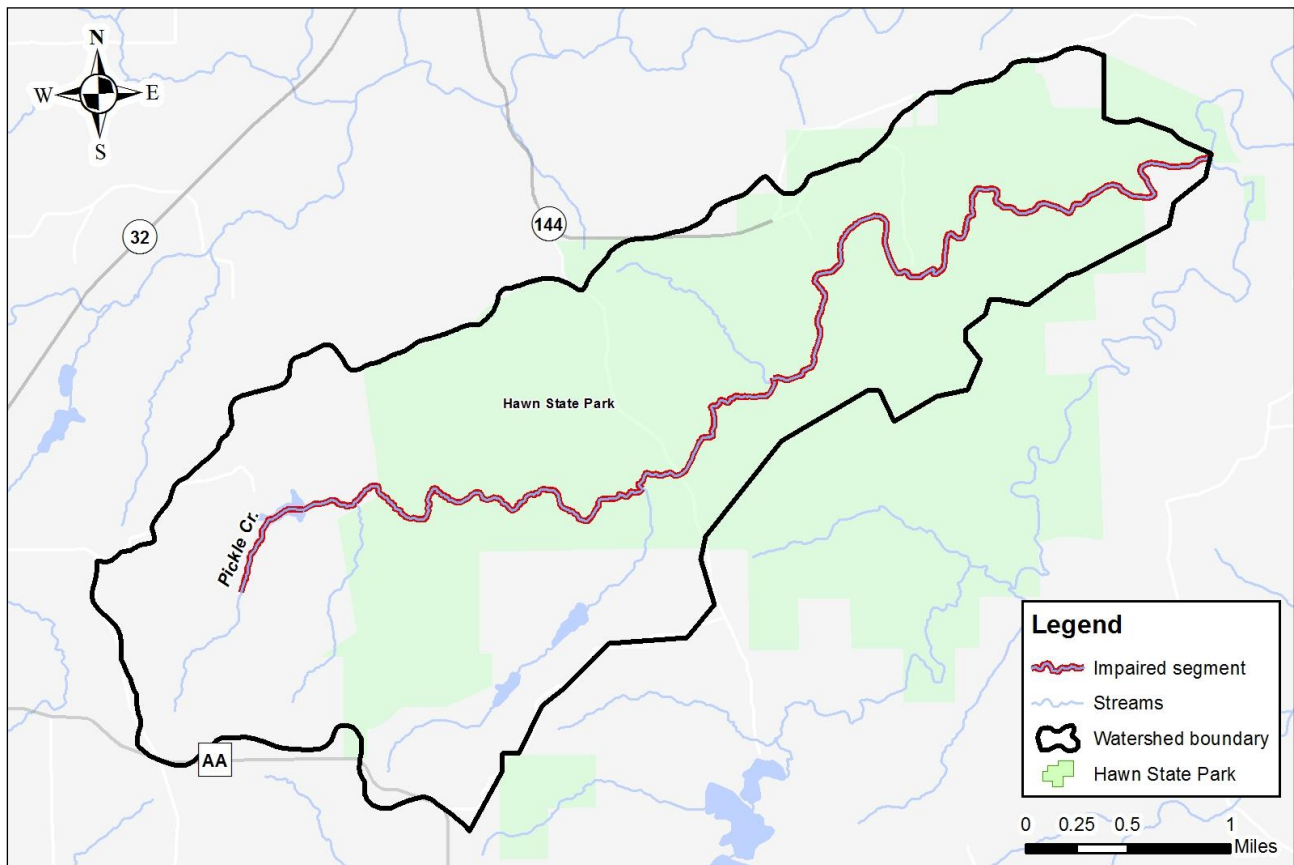 N
W E
S
32
144
Hawn State Park
Pickle Cr.
AA
Legend
Impaired segment
Streams
Watershed boundary
Hawn State Park
0 0.25 0.5 1
Miles